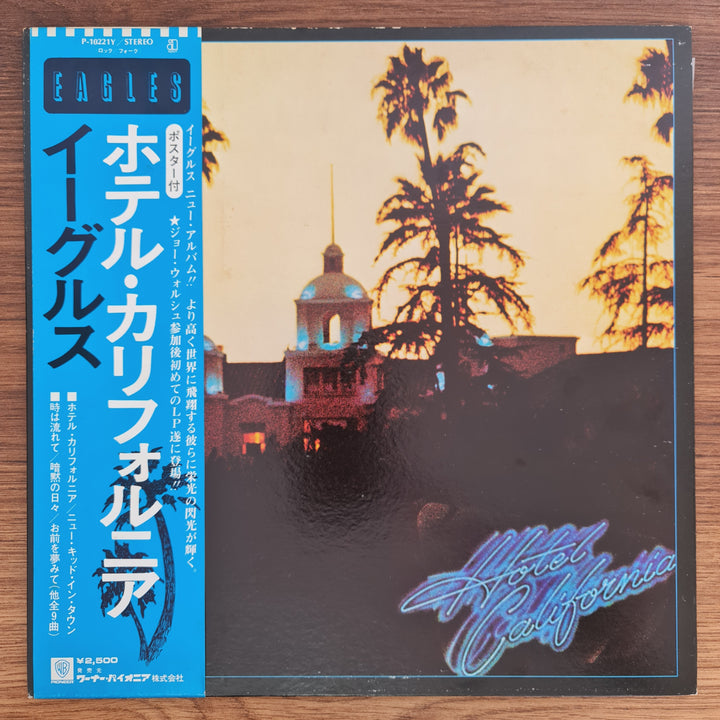 P-10221Y/STEREO
ロック/フォーク
EAGLES
ホテル・カリフォルニア
イーグルス
ポスター付
イーグルス ニュー・アルバム!! より高く世界に飛翔する彼らに栄光の閃光が輝く。
★ジョー・ウォルシュ参加後初めてのLP遂に登場!!
■ホテル・カリフォルニア/ニュー・キッド・イン・タウン
■時は流れて/暗黙の日々/お前を夢みて(他全9曲)
¥2,500
発売元
WB
PIONEER
ワーナー・パイオニア株式会社
Hotel
California